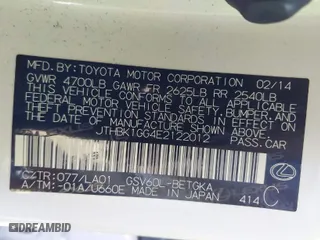 MFD. BY: TOYOTA MOTOR CORPORATION 02/14
GVWR 4700LB GAWR FR 2625LB RR 2540LB
THIS VEHICLE CONFORMS TO ALL APPLICABLE
FEDERAL MOTOR VEHICLE SAFETY, BUMPER, AND
THEFT PREVENTION STANDARDS IN EFFECT ON
THE DATE OF MANUFACTURE SHOWN ABOVE.
JTHBK1GG4E2122012 PASS.CAR
C/TR: 077/LA01 GSV60L-BETGKA
A/TM: -01A/U660E MADE IN JAPAN 414 C